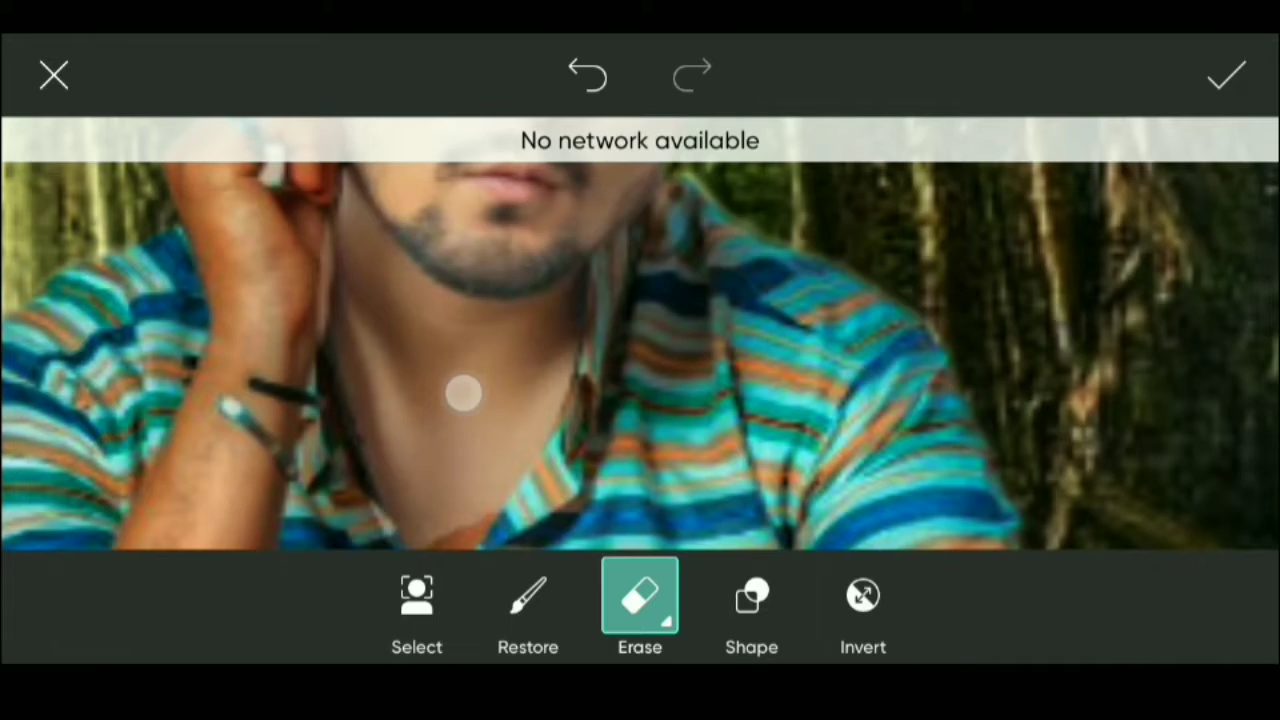 No network available
Select
Restore
Erase
Shape
Invert